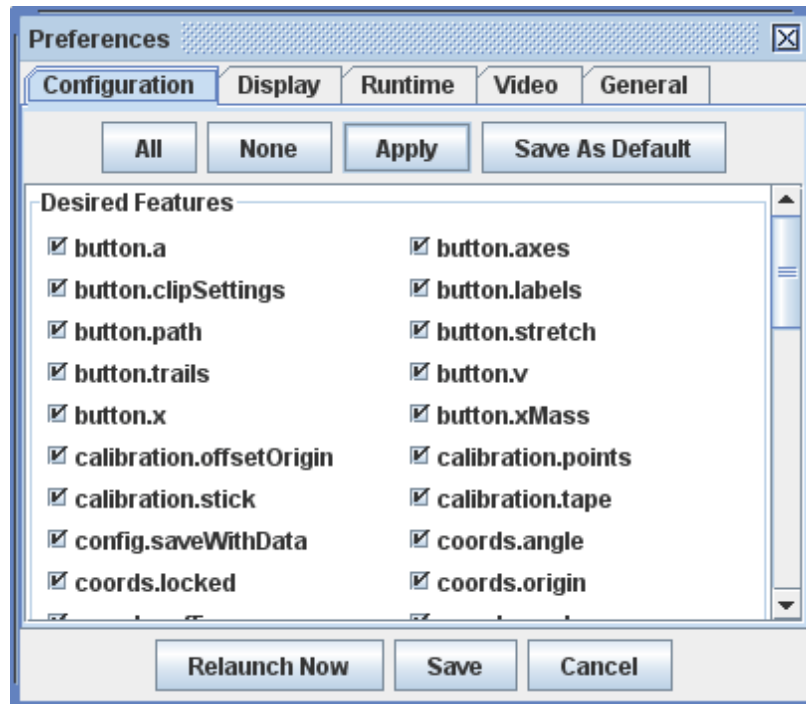 Preferences
Configuration Display Runtime Video General
All None Apply Save As Default
Desired Features
button.a button.axes
button.clipSettings button.labels
button.path button.stretch
button.trails button.v
button.x button.xMass
calibration.offsetOrigin calibration.points
calibration.stick calibration.tape
config.saveWithData coords.angle
coords.locked coords.origin
Relaunch Now Save Cancel